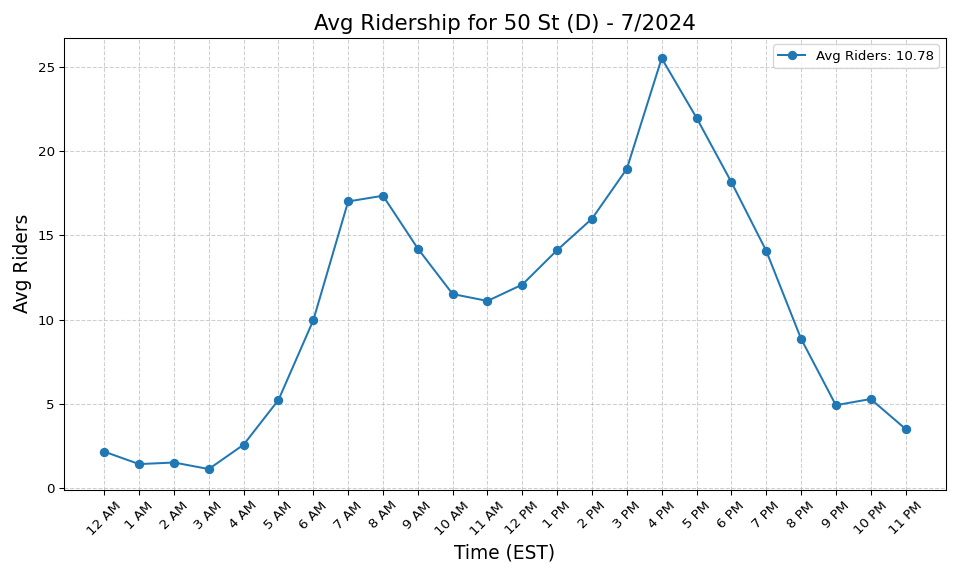 Avg Ridership for 50 St (D) - 7/2024
Avg Riders: 10.78
Avg Riders
25
20
15
10
5
0
12 AM 1 AM 2 AM 3 AM 4 AM 5 AM 6 AM 7 AM 8 AM 9 AM 10 AM 11 AM 12 PM 1 PM 2 PM 3 PM 4 PM 5 PM 6 PM 7 PM 8 PM 9 PM 10 PM 11 PM
Time (EST)